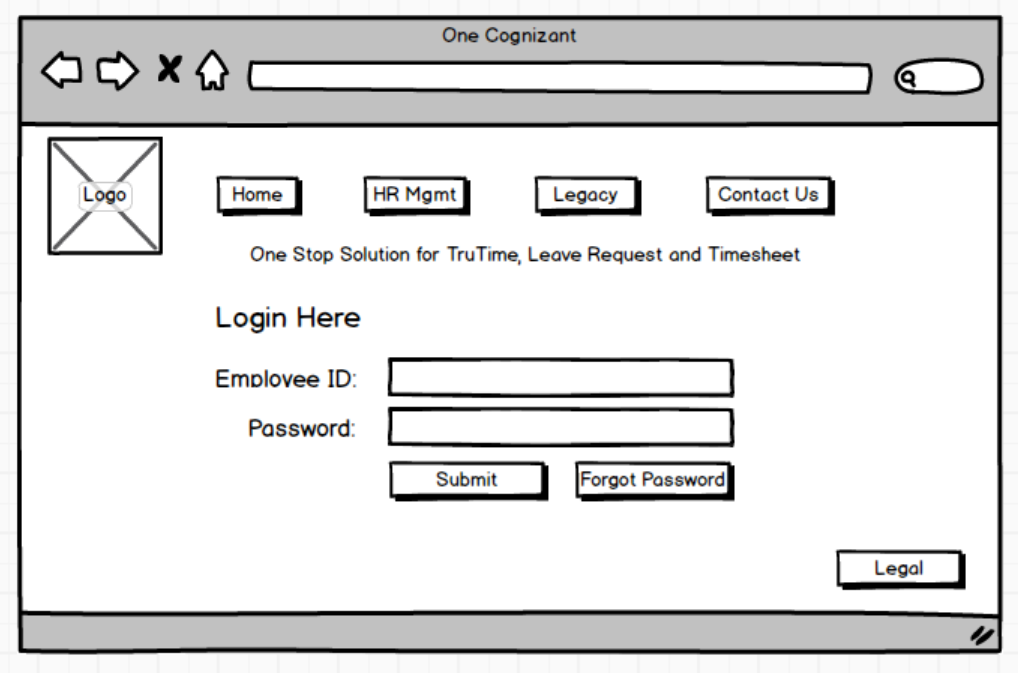 One Cognizant
Logo
Home HR Mgmt Legacy Contact Us
One Stop Solution for TruTime, Leave Request and Timesheet
Login Here
Employee ID:
Password:
Submit Forgot Password
Legal